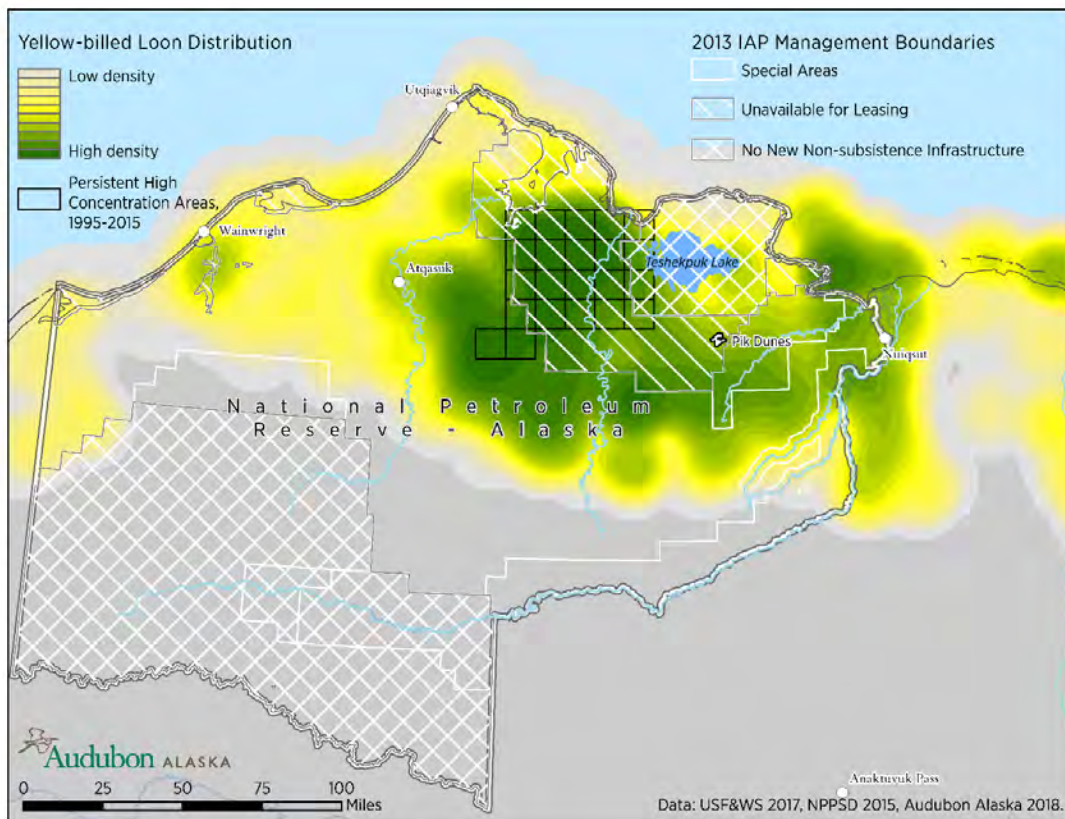 Yellow-billed Loon Distribution
Low density
High density
Persistent High
Concentration Areas,
1995-2015
2013 IAP Management Boundaries
Special Areas
Unavailable for Leasing
No New Non-subsistence Infrastructure
Utqiagvik
Wainwright
Atqasuk
Teshekpuk Lake
Pik Dunes
Nuiqsut
National Petroleum
Reserve - Alaska
Audubon ALASKA
0 25 50 75 100
Miles
Anaktuvuk Pass
Data: USF&WS 2017, NPPSD 2015, Audubon Alaska 2018.